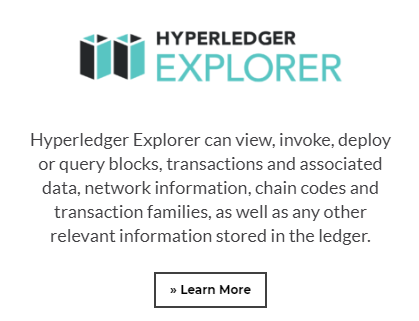 HYPERLEDGER
EXPLORER
Hyperledger Explorer can view, invoke, deploy
or query blocks, transactions and associated
data, network information, chain codes and
transaction families, as well as any other
relevant information stored in the ledger.
» Learn More